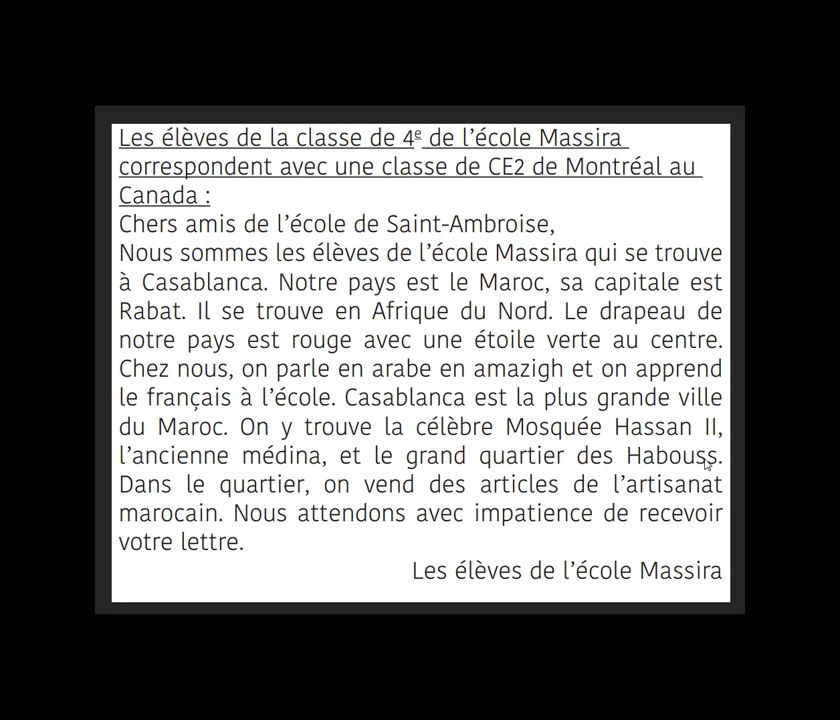 Les élèves de la classe de 4e de l’école Massira
correspondent avec une classe de CE2 de Montréal au
Canada :
Chers amis de l’école de Saint-Ambroise,
Nous sommes les élèves de l’école Massira qui se trouve
à Casablanca. Notre pays est le Maroc, sa capitale est
Rabat. Il se trouve en Afrique du Nord. Le drapeau de
notre pays est rouge avec une étoile verte au centre.
Chez nous, on parle en arabe en amazigh et on apprend
le français à l’école. Casablanca est la plus grande ville
du Maroc. On y trouve la célèbre Mosquée Hassan II,
l’ancienne médina, et le grand quartier des Habouss.
Dans le quartier, on vend des articles de l’artisanat
marocain. Nous attendons avec impatience de recevoir
votre lettre.
Les élèves de l’école Massira